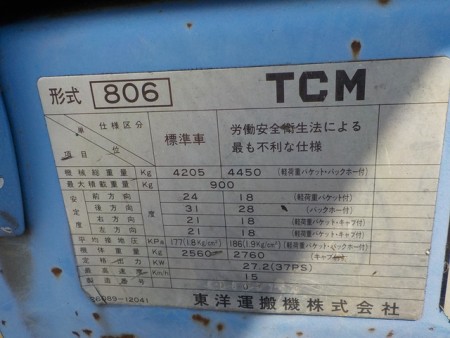 形式 806 TCM
仕様区分 標準車 労働安全衛生法による
車 最も不利な仕様
項目
機械総重量 Kg 4205 4450 (軽荷重バケット・バックホー付)
最大積載重量 Kg 900
安定度 前方向 度 24 18 (軽荷重バケット付)
後方向 31 28 (バックホー付)
右方向 21 18 (軽荷重バケット・キャブ付)
左方向 21 18 (軽荷重バケット・キャブ付)
平均接地圧 KPa 177(1.8Kg/cm²) 186(1.9Kg/cm²) (軽荷重バケット・バックホー付)
機体重量 Kg 2560 2760 (キャブ付)
定格出力 KW 27.2(37PS)
最高速度 Km/h 15
製造番号
東洋運搬機株式会社